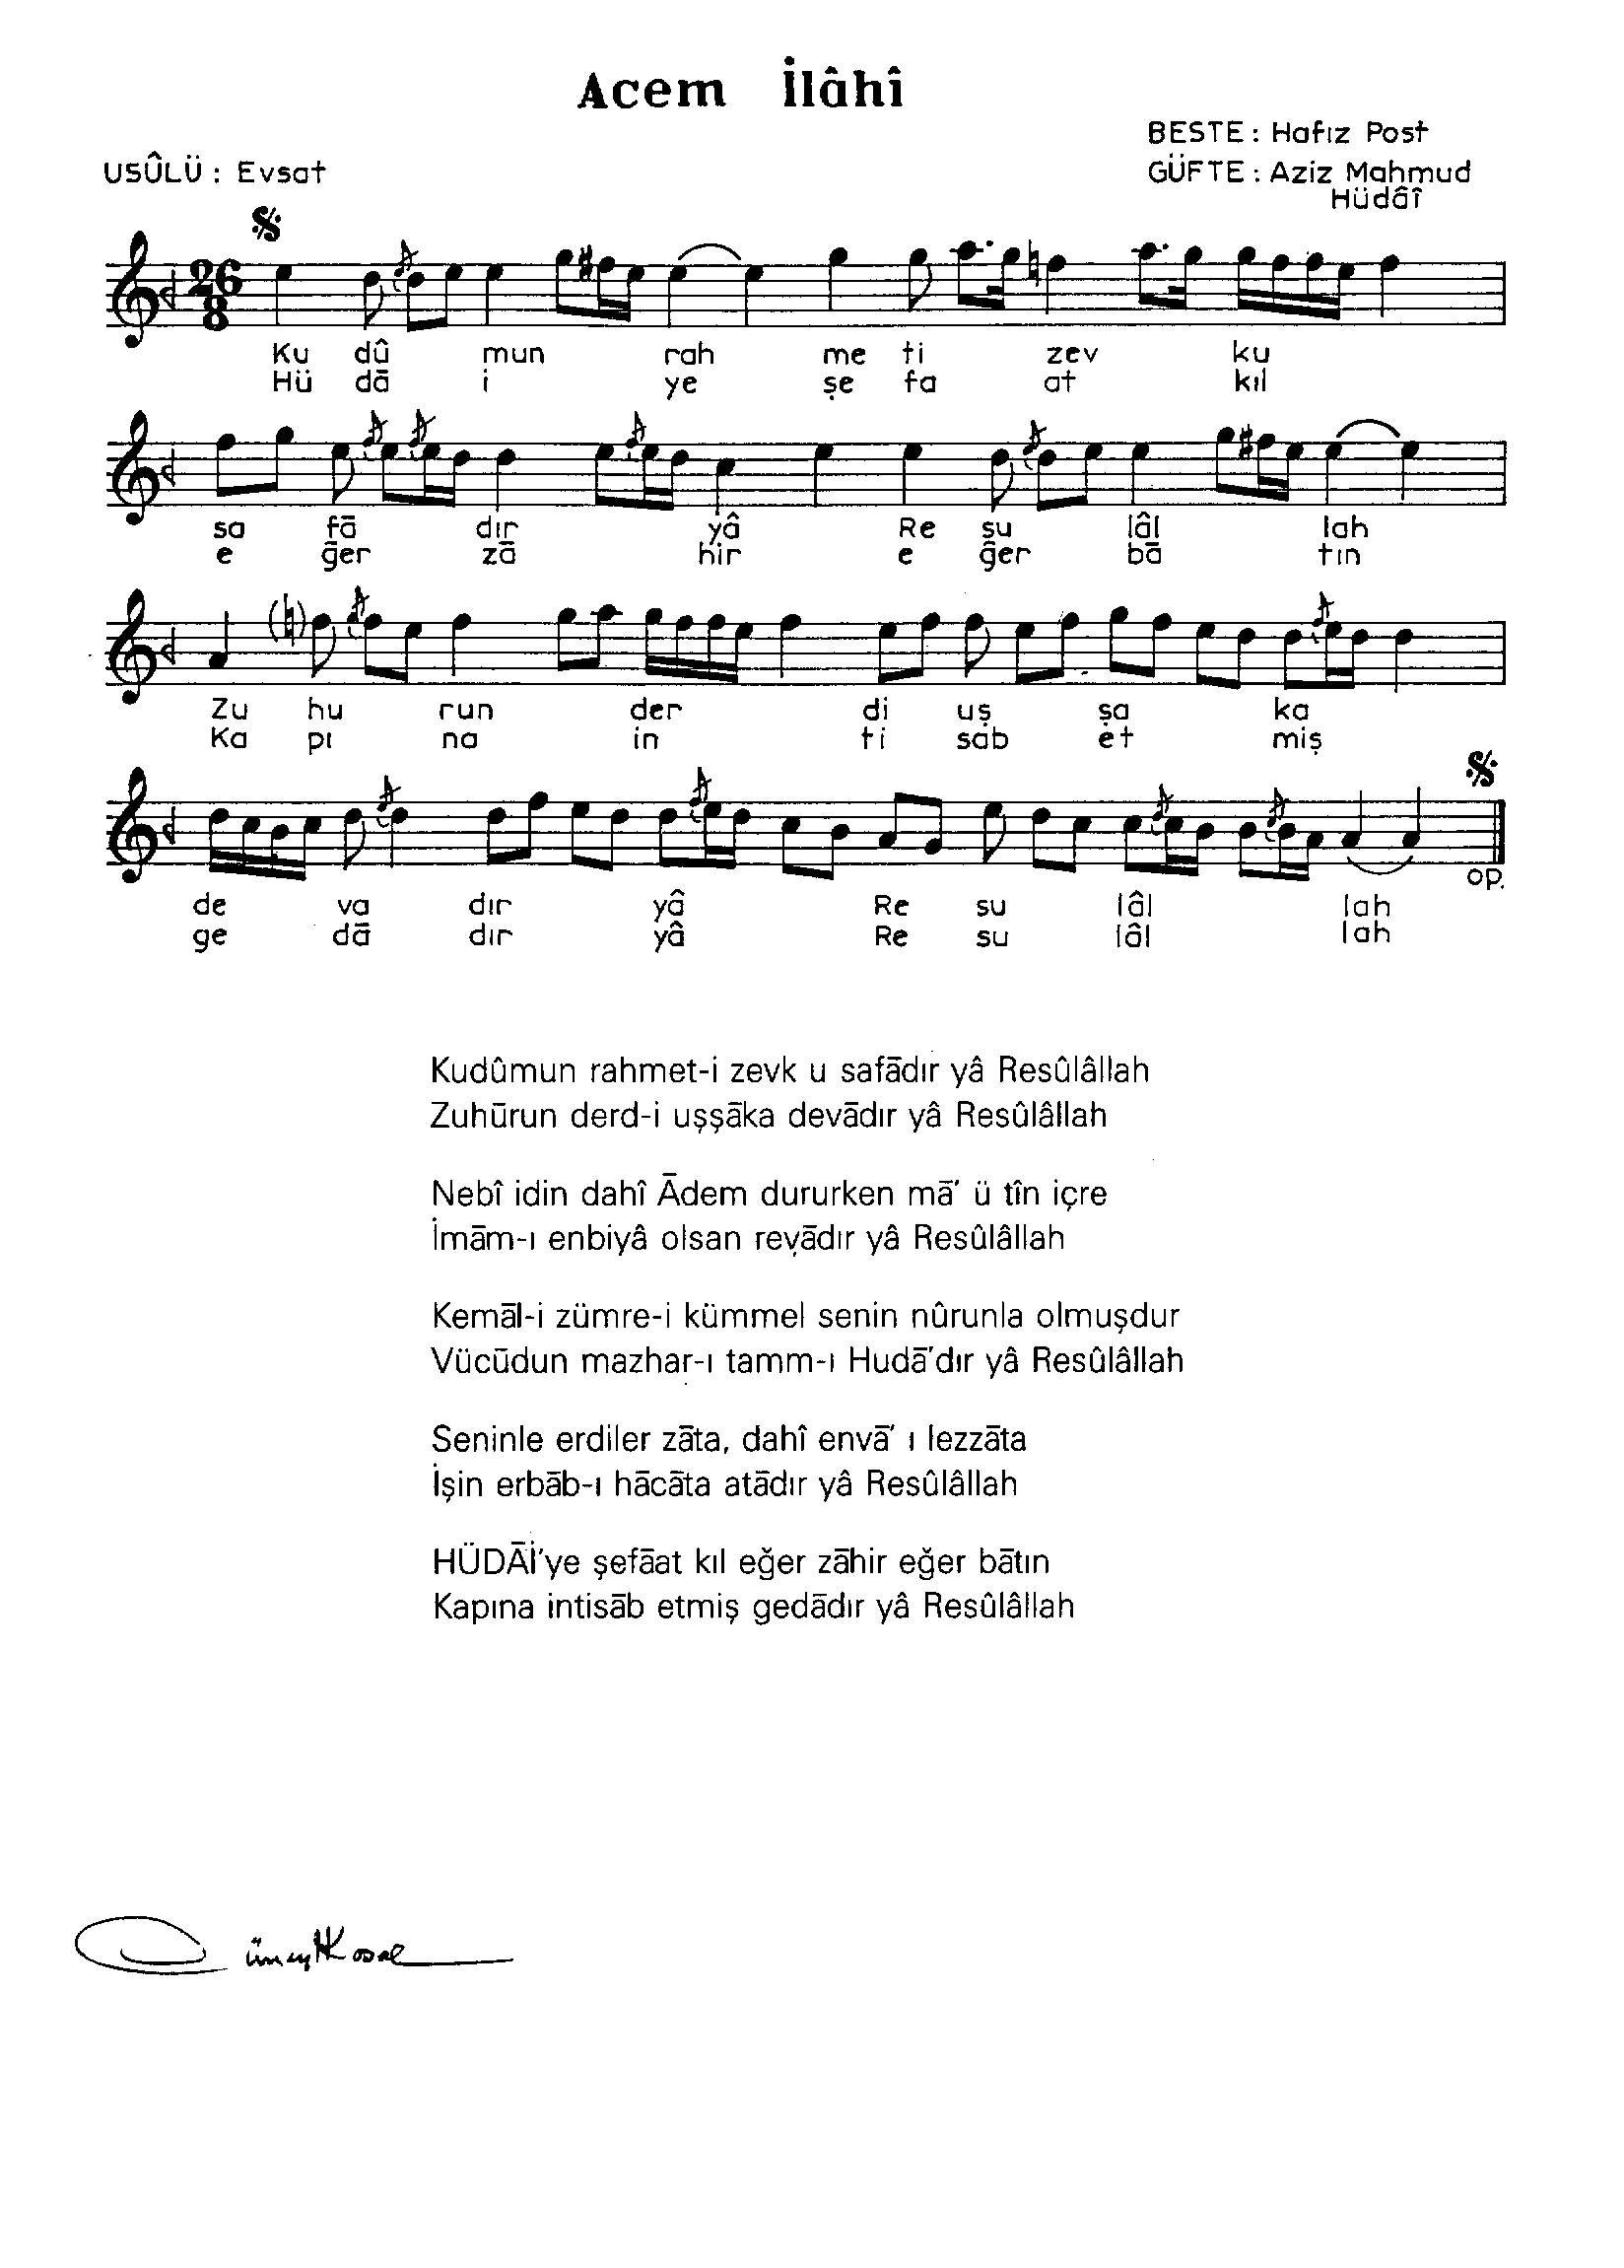 Acem İlâhî
BESTE : Hafız Post
USÛLÜ : Evsat
GÜFTE : Aziz Mahmud
Hüdâî
26
8
Ku dû mun rah me ti zev ku
Hü dā i ye şe fa at kıl
sa fā dır yâ Re su lâl lah
e ğer zā hir e ğer bā tın
Zu hu run der di uş şa ka
Ka pı na in ti sab et miş
de va dır yâ Re su lâl lah
ge dā dır yâ Re su lâl lah
op.
Kudûmun rahmet-i zevk u safādır yâ Resûlâllah
Zuhūrun derd-i uşşāka devādır yâ Resûlâllah
Nebî idin dahî Ādem dururken mā' ü tîn içre
İmām-ı enbiyâ olsan revādır yâ Resûlâllah
Kemāl-i zümre-i kümmel senin nûrunla olmuşdur
Vücūdun mazhar-ı tamm-ı Hudā'dır yâ Resûlâllah
Seninle erdiler zāta, dahî envā' ı lezzāta
İşin erbāb-ı hācāta atādır yâ Resûlâllah
HÜDĀİ'ye şefāat kıl eğer zāhir eğer bātın
Kapına intisāb etmiş gedādır yâ Resûlâllah
Cüneyt Kosal